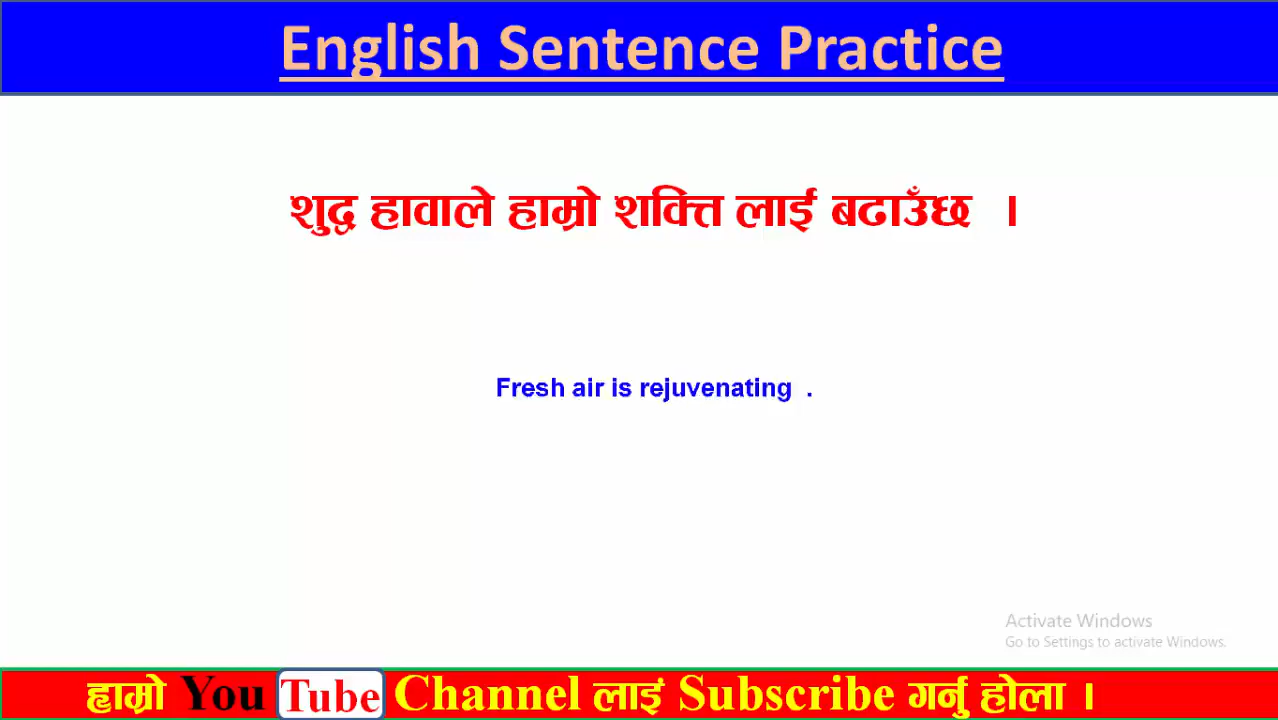 English Sentence Practice
शुद्ध हावाले हाम्रो शक्ति लाई बढाउँछ ।
Fresh air is rejuvenating .
Activate Windows
Go to Settings to activate Windows.
हाम्रो You Tube Channel लाइं Subscribe गर्नु होला ।